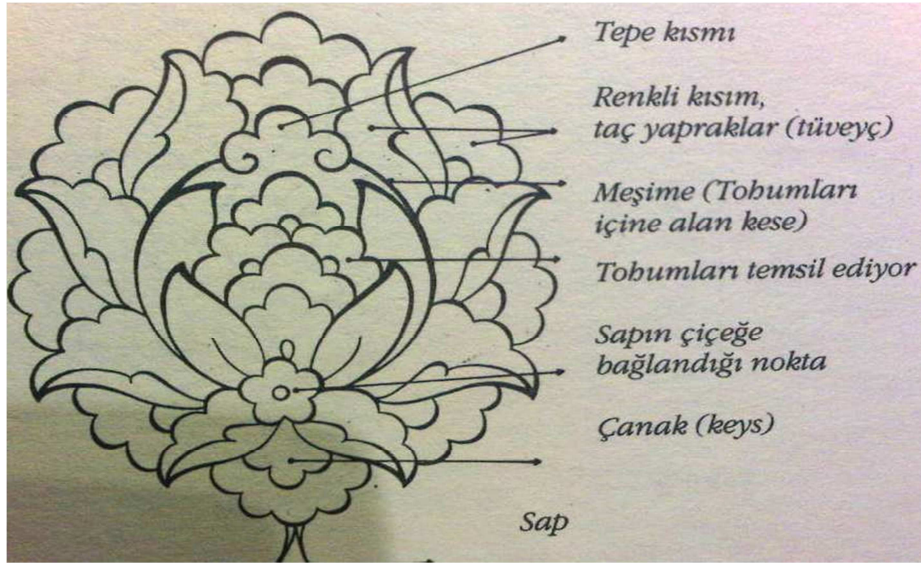 Tepe kısmı
Renkli kısım,
taç yapraklar (tüveyç)
Meşime (Tohumları
içine alan kese)
Tohumları temsil ediyor
Sapın çiçeğe
bağlandığı nokta
Çanak (keys)
Sap